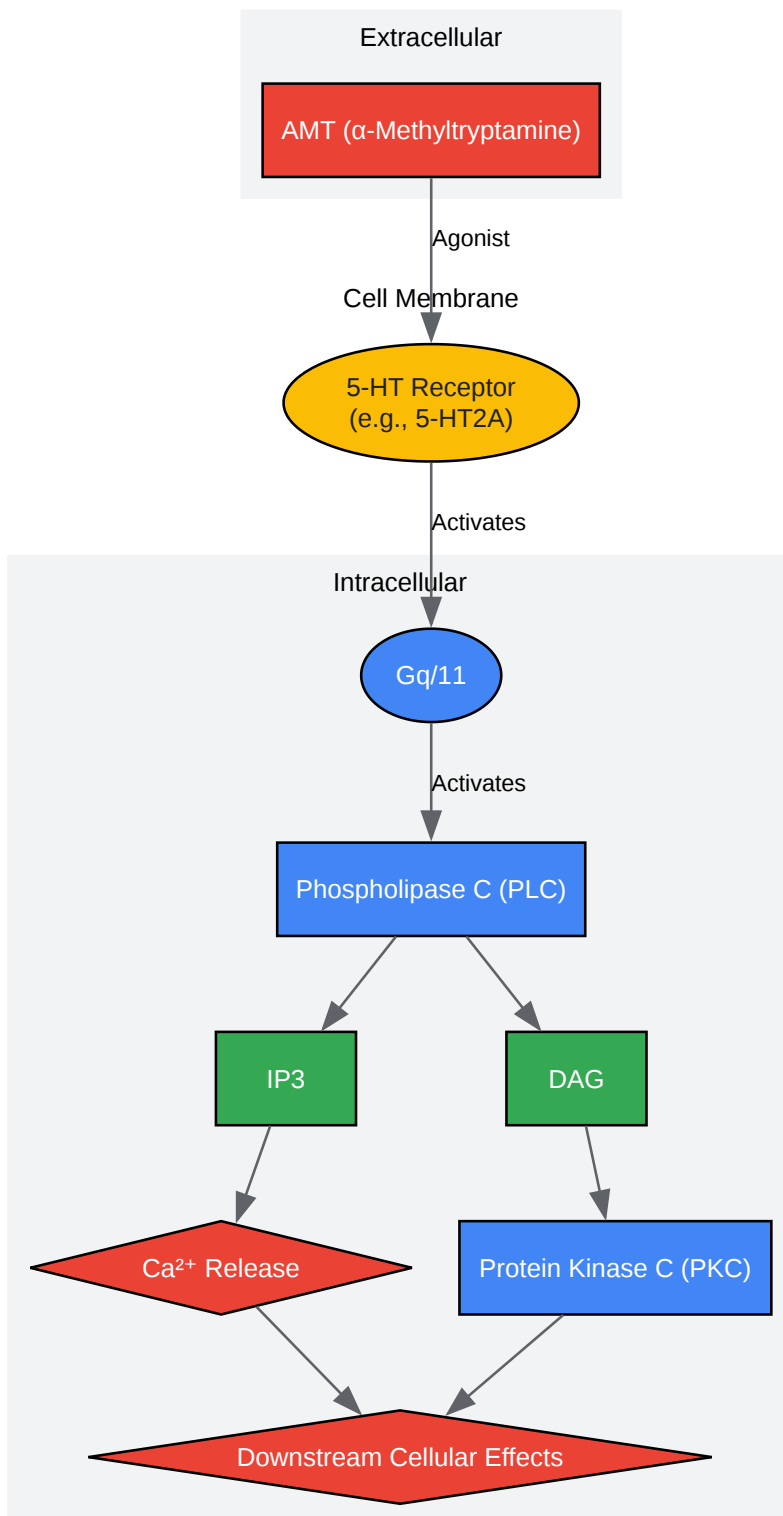 Extracellular
AMT (α-Methyltryptamine)
Agonist
Cell Membrane
5-HT Receptor
(e.g., 5-HT2A)
Activates
Intracellular
Gq/11
Activates
Phospholipase C (PLC)
IP3
DAG
Ca²⁺ Release
Protein Kinase C (PKC)
Downstream Cellular Effects